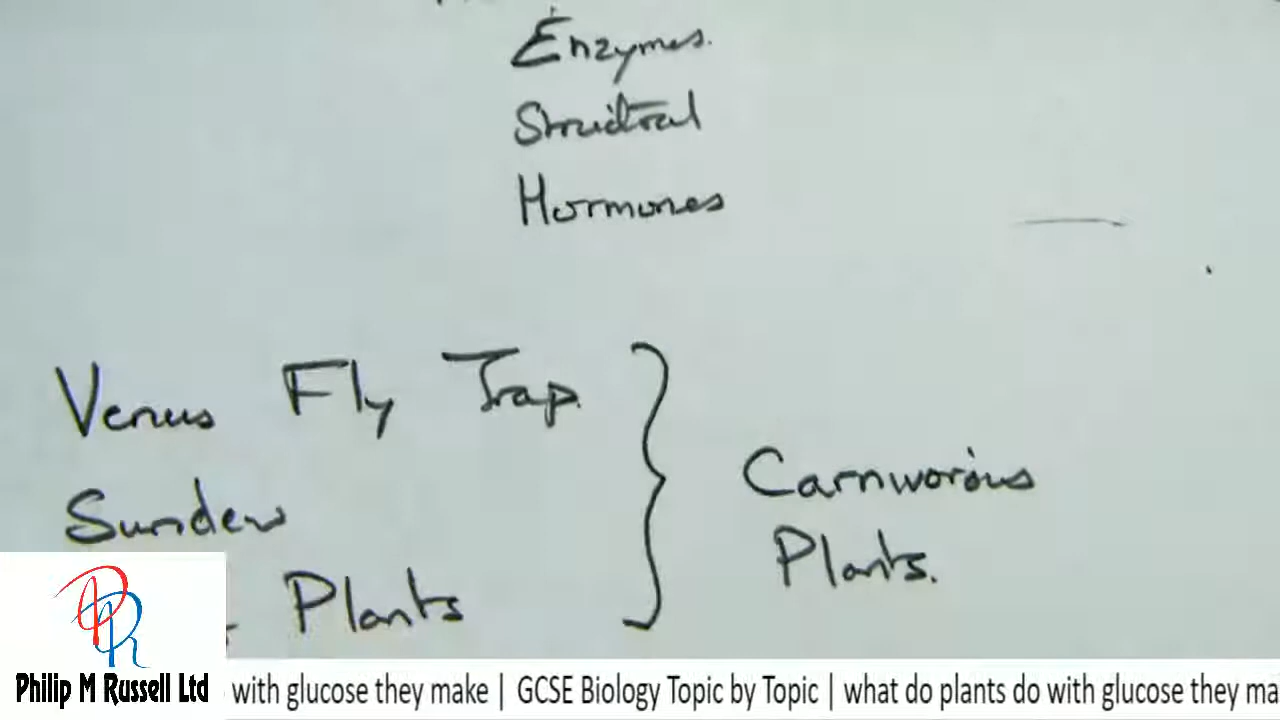 Enzymes.
Structural
Hormones
Venus Fly Trap.
Sundew
Plants
}
Carnivorous
Plants.
Philip M Russell Ltd
with glucose they make | GCSE Biology Topic by Topic | what do plants do with glucose they ma